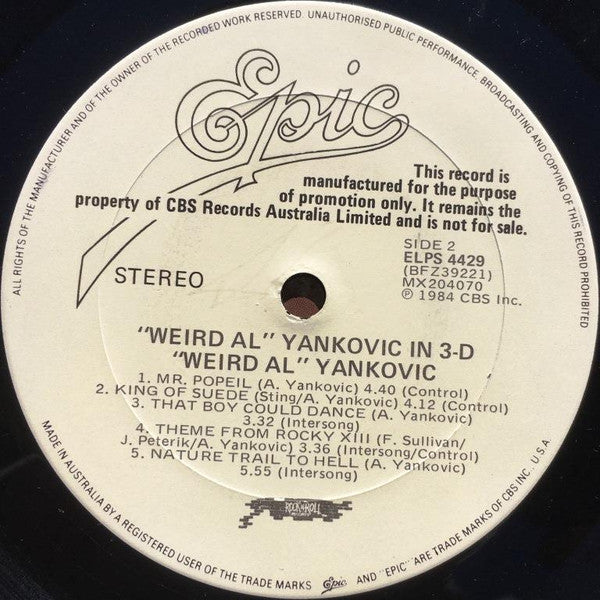 ALL RIGHTS OF THE MANUFACTURER AND OF THE OWNER OF THE RECORDED WORK RESERVED. UNAUTHORISED PUBLIC PERFORMANCE, BROADCASTING AND COPYING OF THIS RECORD PROHIBITED
Epic
This record is
manufactured for the purpose
of promotion only. It remains the
property of CBS Records Australia Limited and is not for sale.
SIDE 2
STEREO
ELPS 4429
(BFZ39221)
MX204070
℗ 1984 CBS Inc.
"WEIRD AL" YANKOVIC IN 3-D
"WEIRD AL" YANKOVIC
1. MR. POPEIL (A. Yankovic) 4.40 (Control)
2. KING OF SUEDE (Sting/A. Yankovic) 4.12 (Control)
3. THAT BOY COULD DANCE (A. Yankovic)
3.32 (Intersong)
4. THEME FROM ROCKY XIII (F. Sullivan/
J. Peterik/A. Yankovic) 3.36 (Intersong/Control)
5. NATURE TRAIL TO HELL (A. Yankovic)
5.55 (Intersong)
ROCK'N'ROLL
MADE IN AUSTRALIA BY A REGISTERED USER OF THE TRADE MARKS Epic AND "EPIC" ARE TRADE MARKS OF CBS INC. U.S.A